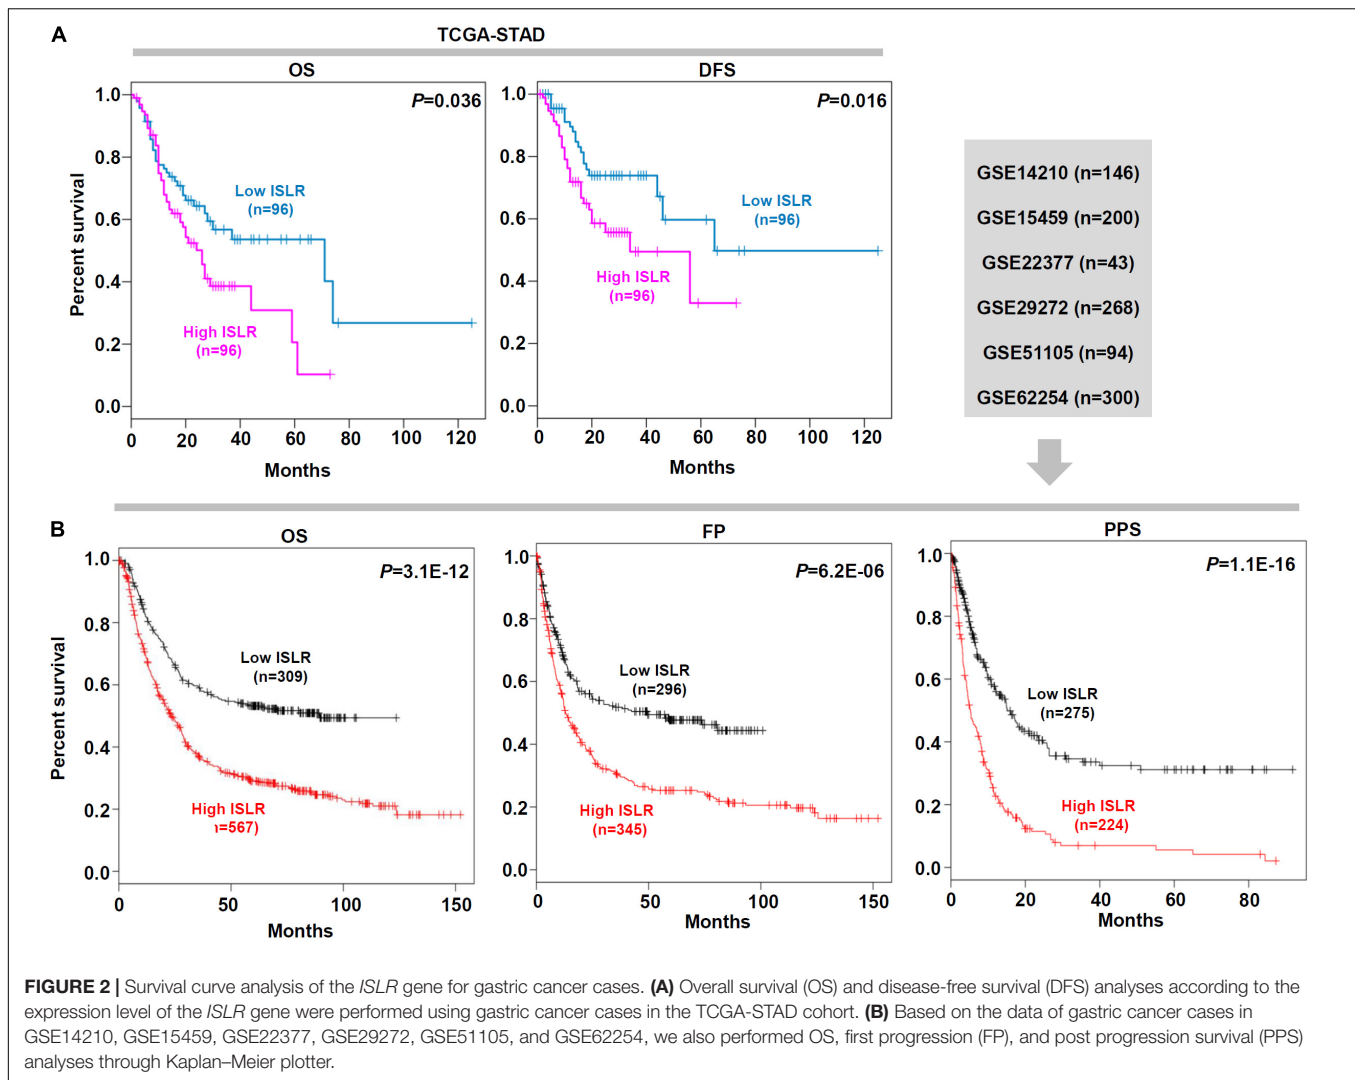 A
TCGA-STAD
OS
P=0.036
Percent survival
1.0
0.8
0.6
0.4
0.2
0.0
Low ISLR
(n=96)
High ISLR
(n=96)
0 20 40 60 80 100 120
Months
DFS
P=0.016
1.0
0.8
0.6
0.4
0.2
0.0
Low ISLR
(n=96)
High ISLR
(n=96)
0 20 40 60 80 100 120
Months
GSE14210 (n=146)
GSE15459 (n=200)
GSE22377 (n=43)
GSE29272 (n=268)
GSE51105 (n=94)
GSE62254 (n=300)
B
OS
P=3.1E-12
Percent survival
1.0
0.8
0.6
0.4
0.2
0.0
Low ISLR
(n=309)
High ISLR
n=567)
0 50 100 150
Months
FP
P=6.2E-06
1.0
0.8
0.6
0.4
0.2
0.0
Low ISLR
(n=296)
High ISLR
(n=345)
0 50 100 150
Months
PPS
P=1.1E-16
1.0
0.8
0.6
0.4
0.2
0.0
Low ISLR
(n=275)
High ISLR
(n=224)
0 20 40 60 80
Months
FIGURE 2 | Survival curve analysis of the ISLR gene for gastric cancer cases. (A) Overall survival (OS) and disease-free survival (DFS) analyses according to the
expression level of the ISLR gene were performed using gastric cancer cases in the TCGA-STAD cohort. (B) Based on the data of gastric cancer cases in
GSE14210, GSE15459, GSE22377, GSE29272, GSE51105, and GSE62254, we also performed OS, first progression (FP), and post progression survival (PPS)
analyses through Kaplan–Meier plotter.